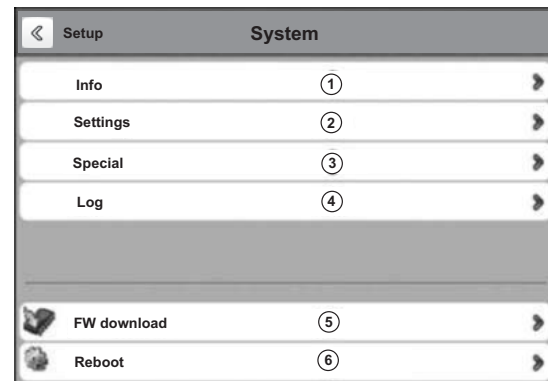 Setup System
Info ①
Settings ②
Special ③
Log ④
FW download ⑤
Reboot ⑥